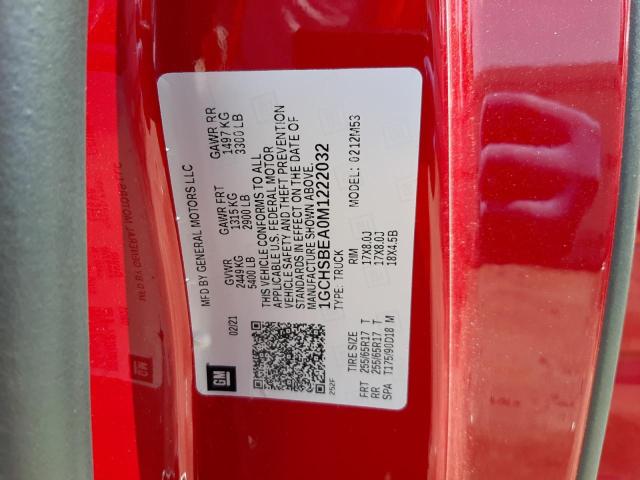 GM
MFD BY GENERAL MOTORS LLC
02/21
GVWR GAWR FRT GAWR RR
2449 KG 1315 KG 1497 KG
5400 LB 2900 LB 3300 LB
THIS VEHICLE CONFORMS TO ALL
APPLICABLE U.S. FEDERAL MOTOR
VEHICLE SAFETY AND THEFT PREVENTION
STANDARDS IN EFFECT ON THE DATE OF
MANUFACTURE SHOWN ABOVE.
1GCHSBEA0M1222032
TYPE: TRUCK MODEL: 0212M53
252F
TIRE SIZE RIM
FRT 255/65R17 T 17X8.0J
RR 255/65R17 T 17X8.0J
SPA T175/90D18 M 18X4.5B